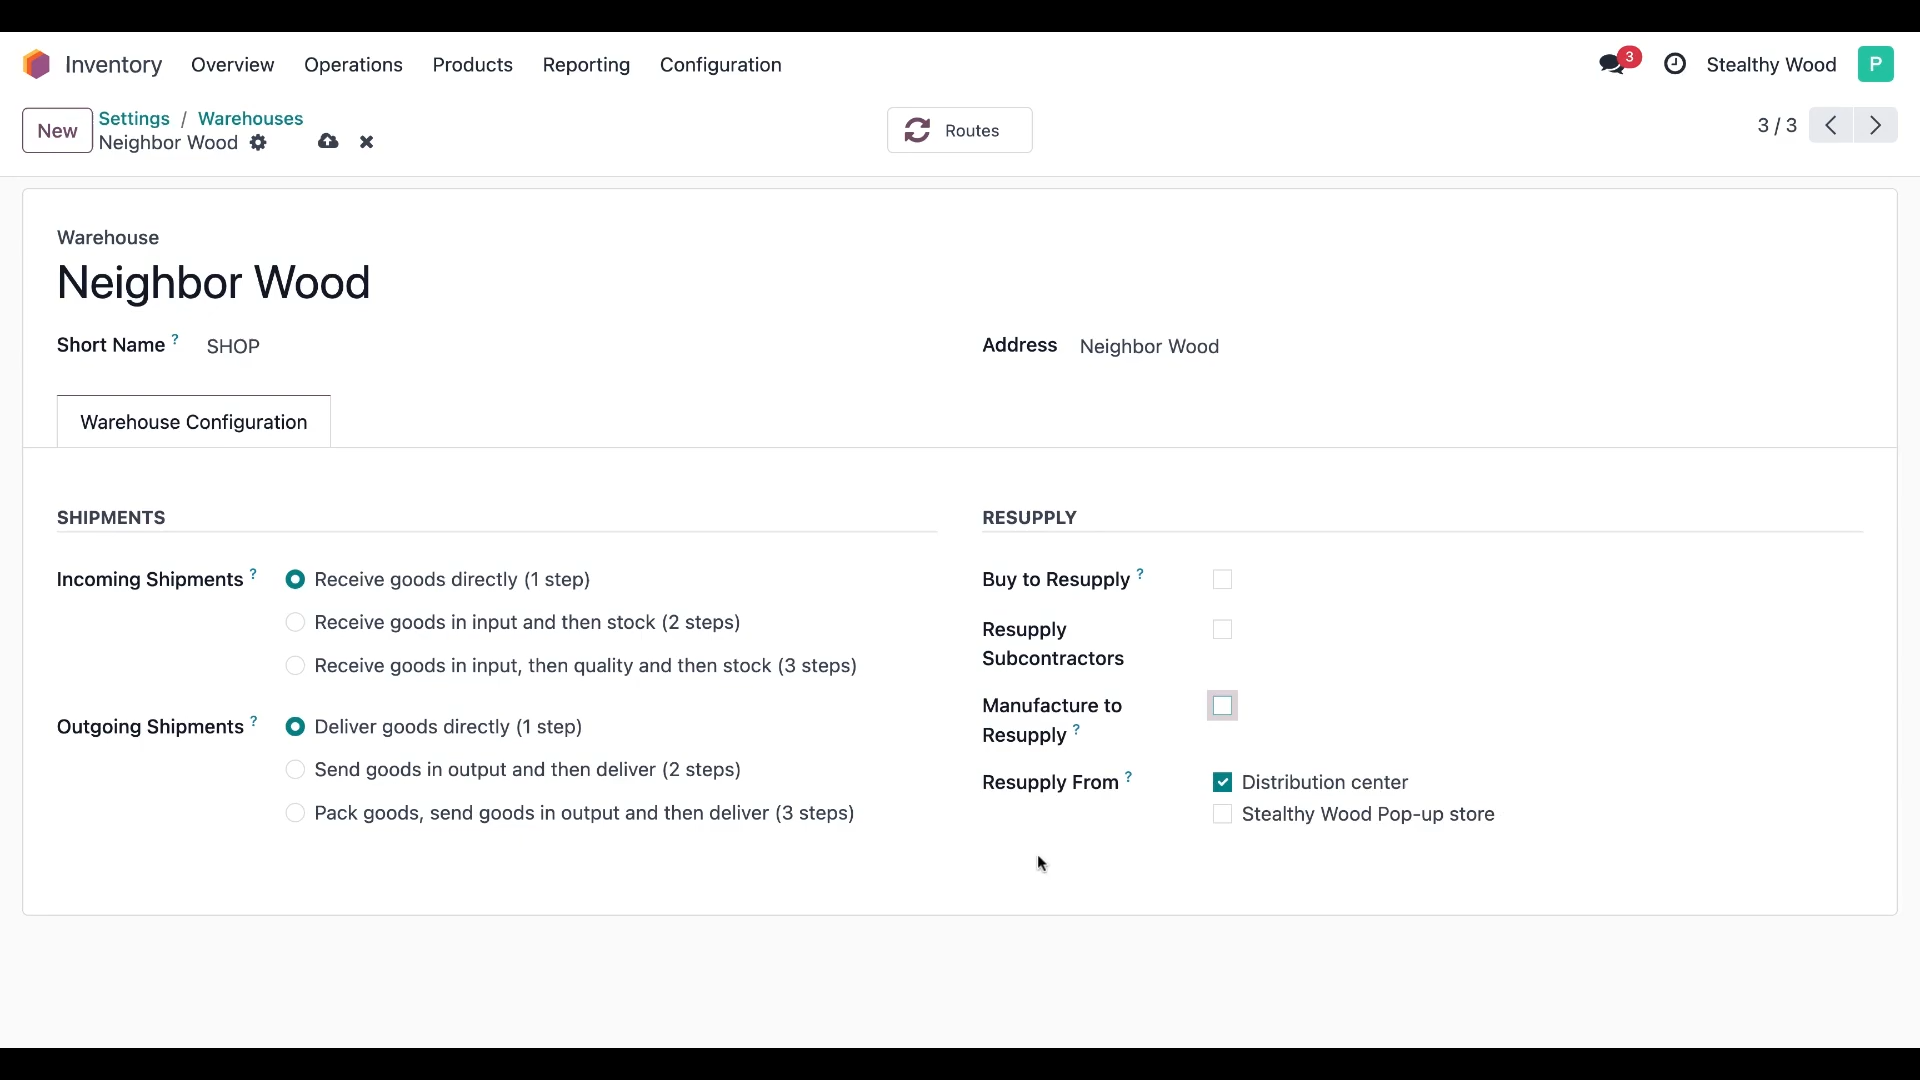 Inventory Overview Operations Products Reporting Configuration 3 Stealthy Wood P
New Settings / Warehouses
Neighbor Wood
Routes
3 / 3
Warehouse
Neighbor Wood
Short Name ? SHOP
Address Neighbor Wood
Warehouse Configuration
SHIPMENTS
Incoming Shipments ? Receive goods directly (1 step)
Receive goods in input and then stock (2 steps)
Receive goods in input, then quality and then stock (3 steps)
Outgoing Shipments ? Deliver goods directly (1 step)
Send goods in output and then deliver (2 steps)
Pack goods, send goods in output and then deliver (3 steps)
RESUPPLY
Buy to Resupply ?
Resupply
Subcontractors
Manufacture to
Resupply ?
Resupply From ? Distribution center
Stealthy Wood Pop-up store